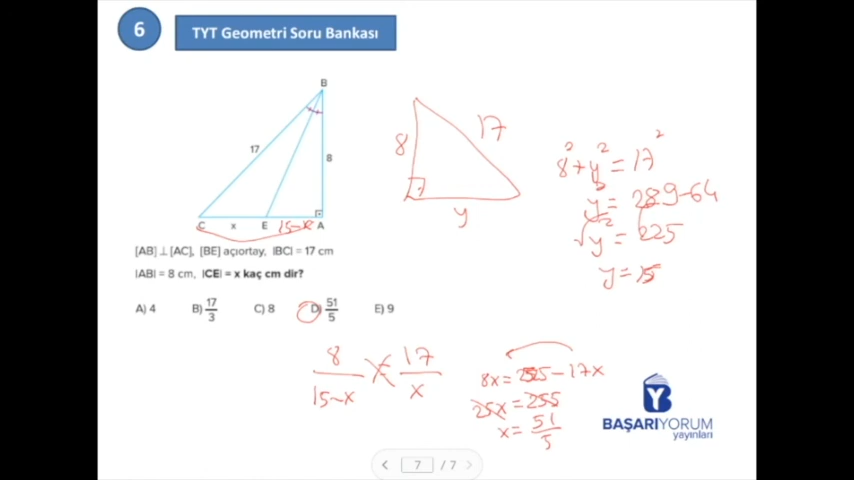 6
TYT Geometri Soru Bankası
B
17
8
C x E 15-x A
[AB] ⊥ [AC], [BE] açıortay, |BC| = 17 cm
|AB| = 8 cm, |CE| = x kaç cm dir?
A) 4 B) 17/3 C) 8 D) 51/5 E) 9
8
17
y
8² + y² = 17²
y² = 289-64
√y² = 225
y = 15
8/15-x = 17/x
8x = 255 - 17x
25x = 255
x = 51/5
BAŞARIYORUM
yayınları
7 / 7